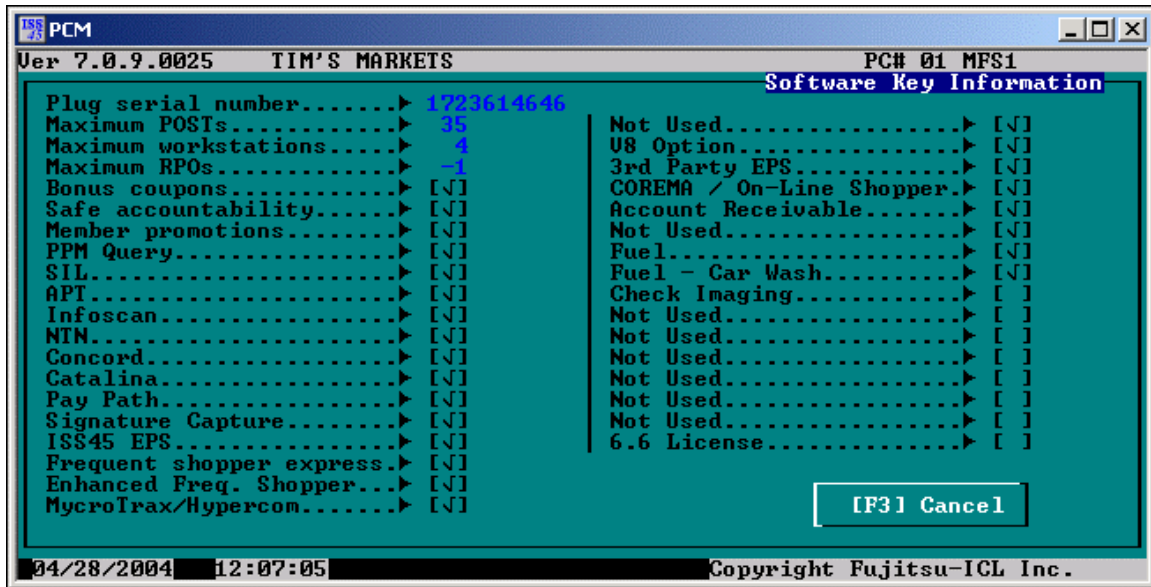 ISS 45 PCM
Ver 7.0.9.0025 TIM'S MARKETS PC# 01 MFS1
Software Key Information
Plug serial number.......► 1723614646
Maximum POSTs............► 35
Maximum workstations.....► 4
Maximum RPOs.............► -1
Bonus coupons............► [√]
Safe accountability......► [√]
Member promotions........► [√]
PPM Query................► [√]
SIL......................► [√]
APT......................► [√]
Infoscan.................► [√]
NTN......................► [√]
Concord..................► [√]
Catalina.................► [√]
Pay Path.................► [√]
Signature Capture........► [√]
ISS45 EPS................► [√]
Frequent shopper express.► [√]
Enhanced Freq. Shopper...► [√]
MycroTrax/Hypercom.......► [√]
Not Used.................► [√]
V8 Option................► [√]
3rd Party EPS............► [√]
COREMA / On-Line Shopper.► [√]
Account Receivable.......► [√]
Not Used.................► [√]
Fuel.....................► [√]
Fuel - Car Wash..........► [√]
Check Imaging............► [ ]
Not Used.................► [ ]
Not Used.................► [ ]
Not Used.................► [ ]
Not Used.................► [ ]
Not Used.................► [ ]
Not Used.................► [ ]
6.6 License..............► [ ]
[F3] Cancel
04/28/2004 12:07:05 Copyright Fujitsu-ICL Inc.